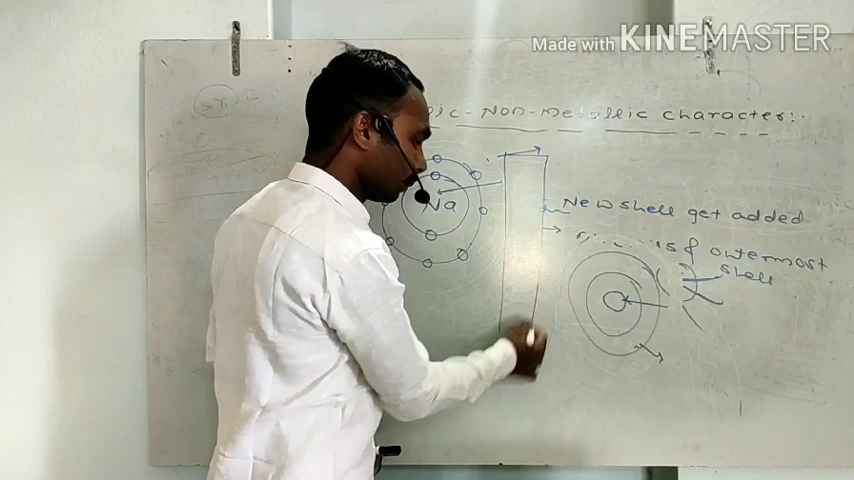 Made with KINEMASTER
Non-Metallic Character:.
Na
New shell get added
of outermost
shell